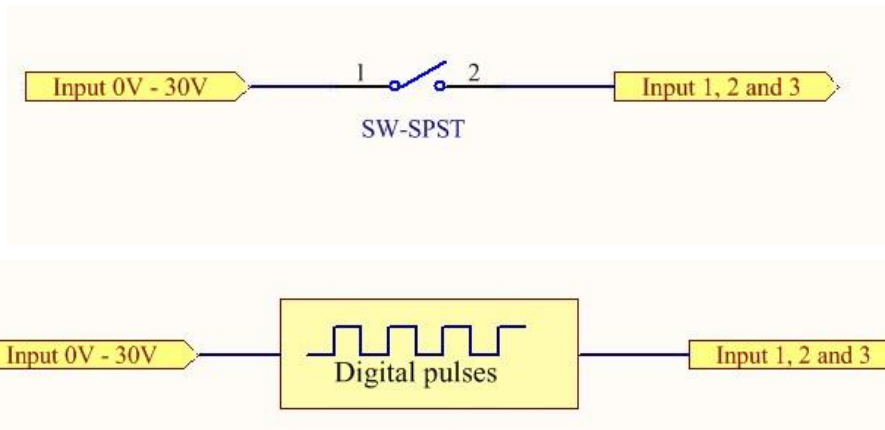 Input 0V - 30V
1
2
Input 1, 2 and 3
SW-SPST
Input 0V - 30V
Digital pulses
Input 1, 2 and 3